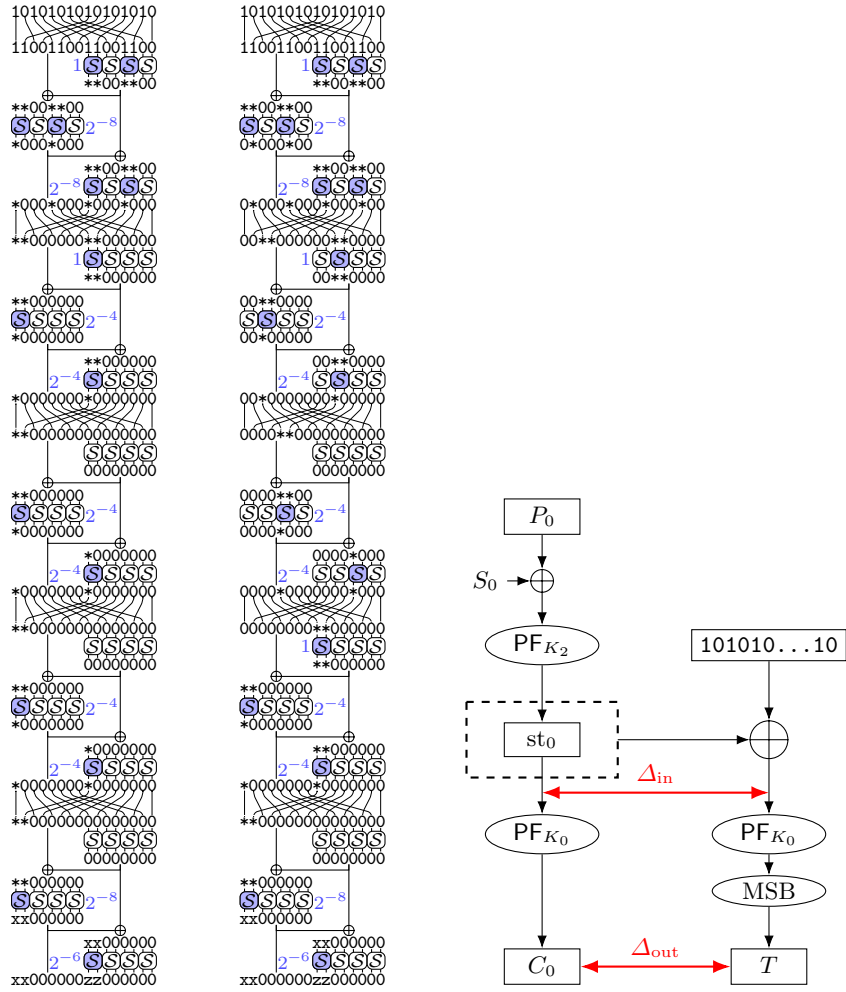 1010101010101010
1100110011001100
1 S S S S
**00**00
**00**00
S S S S 2⁻⁸
*000*000
**00**00
2⁻⁸ S S S S
*000*000*000*000
**000000**000000
1 S S S S
**000000
**000000
S S S S 2⁻⁴
*0000000
**000000
2⁻⁴ S S S S
*0000000*0000000
**00000000000000
S S S S
00000000
**000000
S S S S 2⁻⁴
*0000000
*0000000
2⁻⁴ S S S S
*0000000*0000000
**00000000000000
S S S S
00000000
**000000
S S S S 2⁻⁴
*0000000
*0000000
2⁻⁴ S S S S
*0000000*0000000
**00000000000000
S S S S
00000000
**000000
S S S S 2⁻⁸
xx000000
xx000000
2⁻⁶ S S S S
xx000000zz000000
1010101010101010
1100110011001100
1 S S S S
**00**00
**00**00
S S S S 2⁻⁸
0*000*00
**00**00
2⁻⁸ S S S S
0*000*000*000*00
00**000000**0000
1 S S S S
00**0000
00**0000
S S S S 2⁻⁴
00*00000
00**0000
2⁻⁴ S S S S
00*0000000*00000
0000**0000000000
S S S S
00000000
0000**00
S S S S 2⁻⁴
0000*000
0000*000
2⁻⁴ S S S S
0000*0000000*000
00000000**000000
1 S S S S
**000000
**000000
S S S S 2⁻⁴
*0000000
**000000
2⁻⁴ S S S S
*0000000*0000000
**00000000000000
S S S S
00000000
**000000
S S S S 2⁻⁸
xx000000
xx000000
2⁻⁶ S S S S
xx000000zz000000
P₀
S₀
PF_K₂
101010...10
st₀
Δ_in
PF_K₀
PF_K₀
MSB
C₀
Δ_out
T